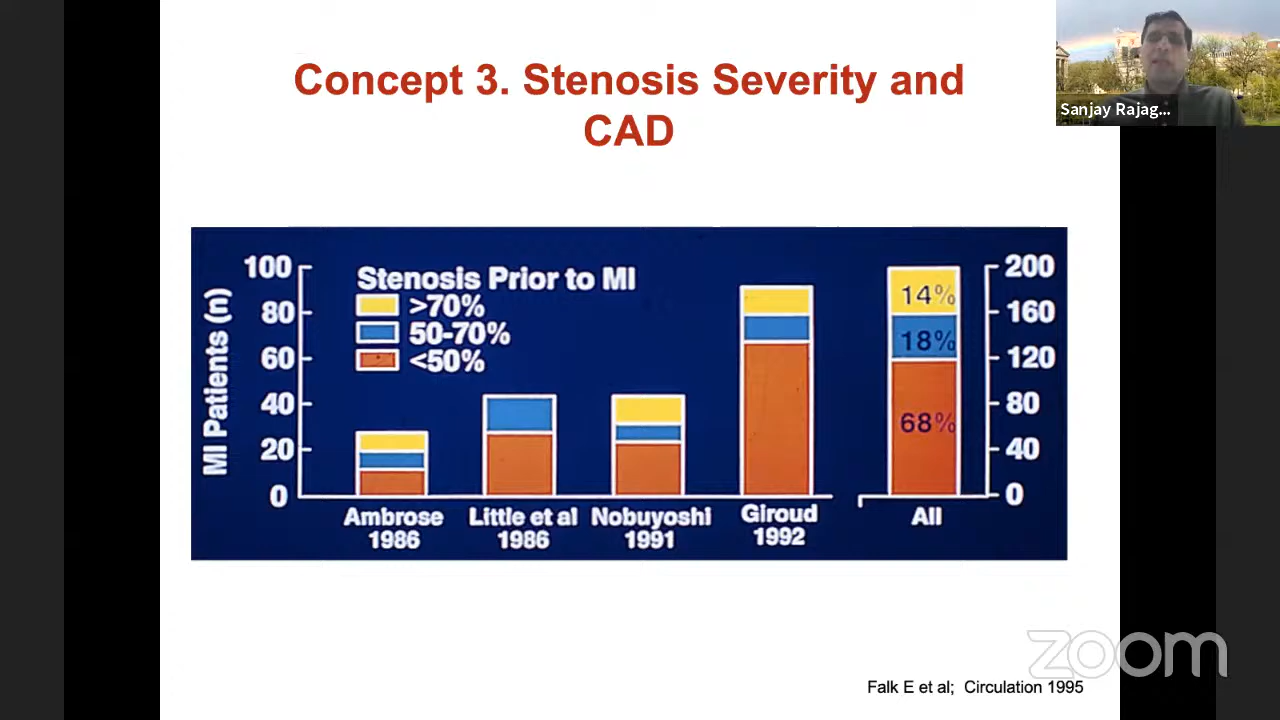 Concept 3. Stenosis Severity and
CAD
Sanjay Rajag...
Stenosis Prior to MI
>70%
50-70%
<50%
MI Patients (n)
100
80
60
40
20
0
200
160
120
80
40
0
14%
18%
68%
Ambrose
1986
Little et al
1986
Nobuyoshi
1991
Giroud
1992
All
zoom
Falk E et al; Circulation 1995